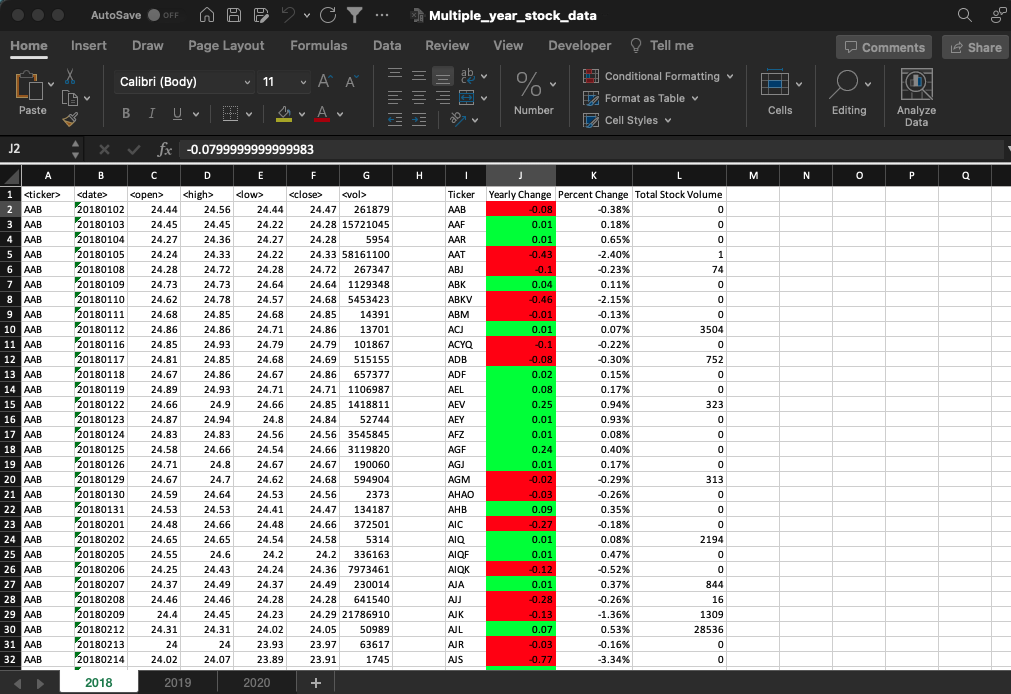 AutoSave OFF Multiple_year_stock_data
Home Insert Draw Page Layout Formulas Data Review View Developer Tell me Comments Share
Paste Calibri (Body) 11 A A B I U A ab % Number Conditional Formatting Format as Table Cell Styles Cells Editing Analyze Data
J2 fx -0.0799999999999983
A B C D E F G H I J K L M N O P Q
1 <ticker> <date> <open> <high> <low> <close> <vol> Ticker Yearly Change Percent Change Total Stock Volume
2 AAB 20180102 24.44 24.56 24.44 24.47 261879 AAB -0.08 -0.38% 0
3 AAB 20180103 24.45 24.45 24.22 24.28 15721045 AAF 0.01 0.18% 0
4 AAB 20180104 24.27 24.36 24.27 24.28 5954 AAR 0.01 0.65% 0
5 AAB 20180105 24.24 24.33 24.22 24.33 58161100 AAT -0.43 -2.40% 1
6 AAB 20180108 24.28 24.72 24.28 24.72 267347 ABJ -0.1 -0.23% 74
7 AAB 20180109 24.73 24.73 24.64 24.64 1129348 ABK 0.04 0.11% 0
8 AAB 20180110 24.62 24.78 24.57 24.68 5453423 ABKV -0.46 -2.15% 0
9 AAB 20180111 24.68 24.85 24.68 24.85 14391 ABM -0.01 -0.13% 0
10 AAB 20180112 24.86 24.86 24.71 24.86 13701 ACJ 0.01 0.07% 3504
11 AAB 20180116 24.85 24.93 24.79 24.79 101867 ACYQ -0.1 -0.22% 0
12 AAB 20180117 24.81 24.85 24.68 24.69 515155 ADB -0.08 -0.30% 752
13 AAB 20180118 24.67 24.86 24.67 24.86 657377 ADF 0.02 0.15% 0
14 AAB 20180119 24.89 24.93 24.71 24.71 1106987 AEL 0.08 0.17% 0
15 AAB 20180122 24.66 24.9 24.66 24.85 1418811 AEV 0.25 0.94% 323
16 AAB 20180123 24.87 24.94 24.8 24.84 52744 AEY 0.01 0.93% 0
17 AAB 20180124 24.83 24.83 24.56 24.56 3545845 AFZ 0.01 0.08% 0
18 AAB 20180125 24.58 24.66 24.54 24.66 3119820 AGF 0.24 0.40% 0
19 AAB 20180126 24.71 24.8 24.67 24.67 190060 AGJ 0.01 0.17% 0
20 AAB 20180129 24.67 24.7 24.62 24.68 594904 AGM -0.02 -0.29% 313
21 AAB 20180130 24.59 24.64 24.53 24.56 2373 AHAO -0.03 -0.26% 0
22 AAB 20180131 24.53 24.53 24.41 24.47 134187 AHB 0.09 0.35% 0
23 AAB 20180201 24.48 24.66 24.48 24.66 372501 AIC -0.27 -0.18% 0
24 AAB 20180202 24.65 24.65 24.54 24.58 5314 AIQ 0.01 0.08% 2194
25 AAB 20180205 24.55 24.6 24.2 24.2 336163 AIQF 0.01 0.47% 0
26 AAB 20180206 24.25 24.43 24.24 24.36 7973461 AIQK -0.12 -0.52% 0
27 AAB 20180207 24.37 24.49 24.37 24.49 230014 AJA 0.01 0.37% 844
28 AAB 20180208 24.46 24.46 24.28 24.28 641540 AJJ -0.28 -0.26% 16
29 AAB 20180209 24.4 24.45 24.23 24.29 21786910 AJK -0.13 -1.36% 1309
30 AAB 20180212 24.31 24.31 24.02 24.05 50989 AJL 0.07 0.53% 28536
31 AAB 20180213 24 24 23.93 23.97 63617 AJR -0.03 -0.16% 0
32 AAB 20180214 24.02 24.07 23.89 23.91 1745 AJS -0.77 -3.34% 0
2018 2019 2020 +